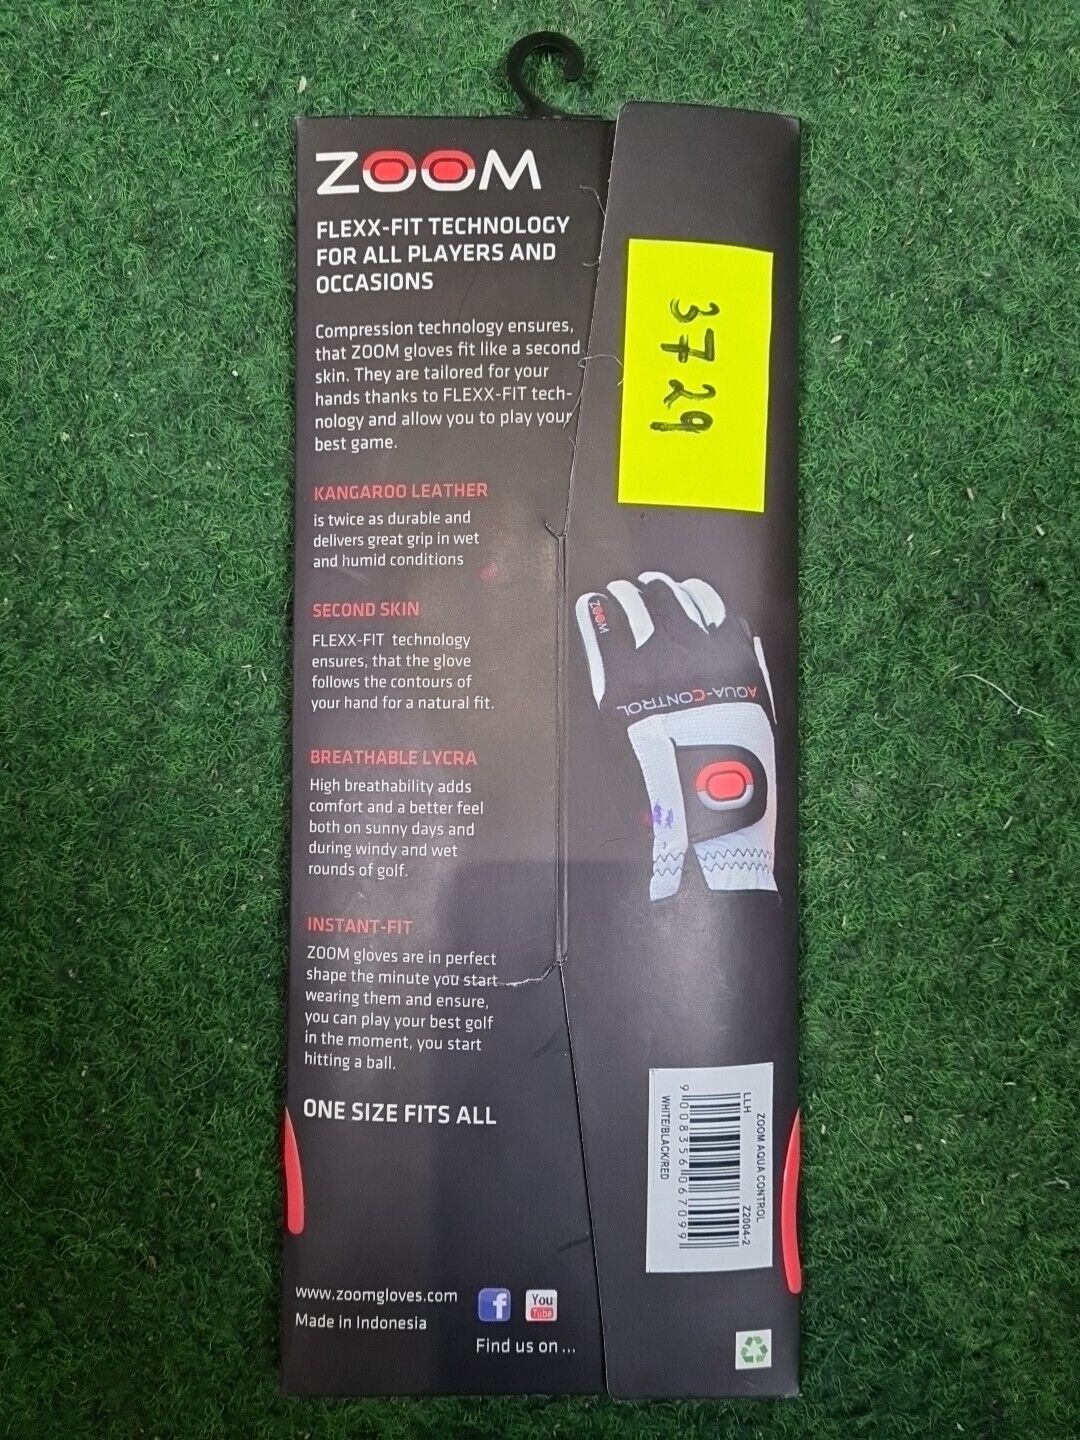 ZOOM
FLEXX-FIT TECHNOLOGY
FOR ALL PLAYERS AND
OCCASIONS
Compression technology ensures,
that ZOOM gloves fit like a second
skin. They are tailored for your
hands thanks to FLEXX-FIT tech-
nology and allow you to play your
best game.
KANGAROO LEATHER
is twice as durable and
delivers great grip in wet
and humid conditions
SECOND SKIN
FLEXX-FIT technology
ensures, that the glove
follows the contours of
your hand for a natural fit.
BREATHABLE LYCRA
High breathability adds
comfort and a better feel
both on sunny days and
during windy and wet
rounds of golf.
INSTANT-FIT
ZOOM gloves are in perfect
shape the minute you start
wearing them and ensure,
you can play your best golf
in the moment, you start
hitting a ball.
ONE SIZE FITS ALL
www.zoomgloves.com
Made in Indonesia
f
You
Tube
Find us on ...
3729
ZOOM
AQUA-CONTROL
ZOOM AQUA CONTROL
LLH Z2004-2
9008356067099
WHITE/BLACK/RED